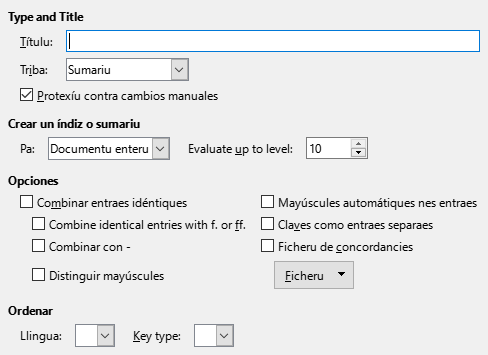 Type and Title
Títulu:
Triba: Sumariu
Protexíu contra cambios manuales
Crear un índiz o sumariu
Pa: Documentu enteru Evaluate up to level: 10
Opciones
Combinar entraes idéntiques Mayúscules automátiques nes entraes
Combine identical entries with f. or ff. Claves como entraes separaes
Combinar con - Ficheru de concordancies
Distinguir mayúscules Ficheru
Ordenar
Llingua: Key type: